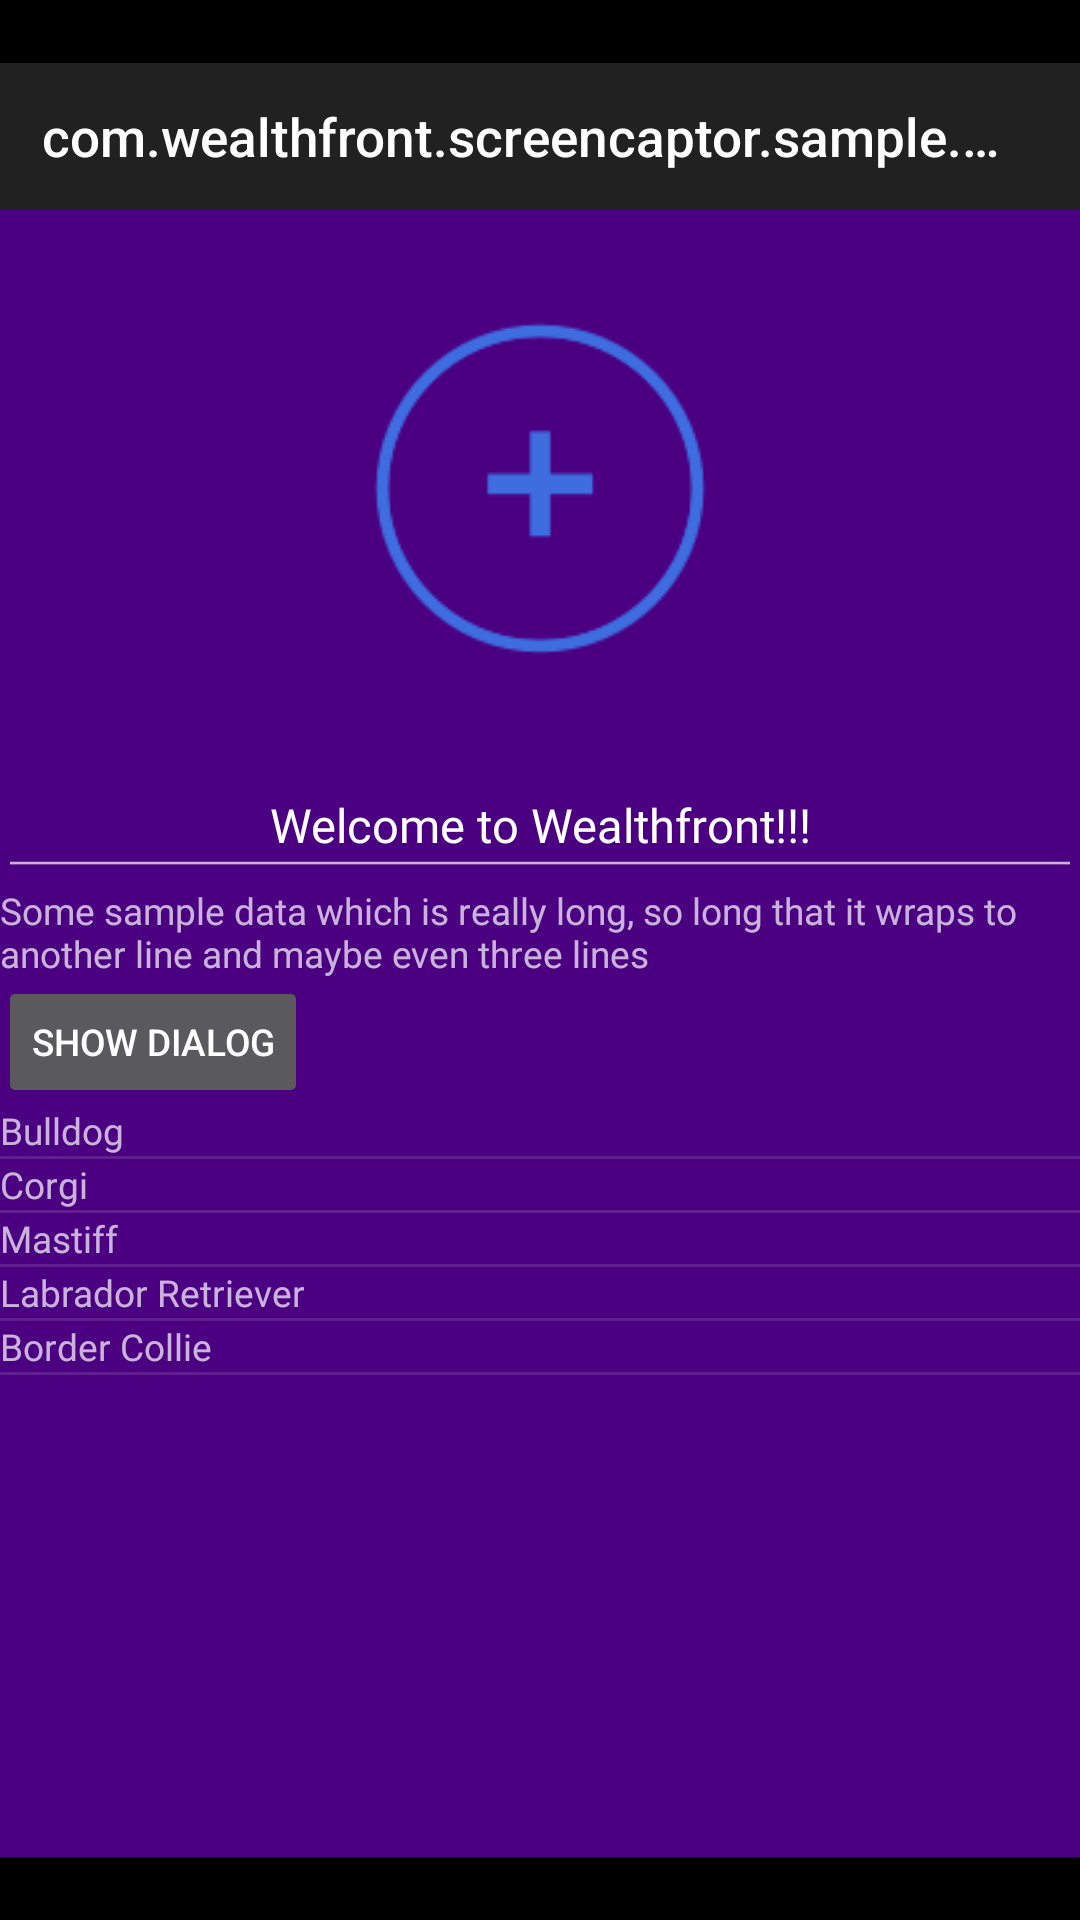 com.wealthfront.screencaptor.sample.…
Welcome to Wealthfront!!!
Some sample data which is really long, so long that it wraps to
another line and maybe even three lines
SHOW DIALOG
Bulldog
Corgi
Mastiff
Labrador Retriever
Border Collie